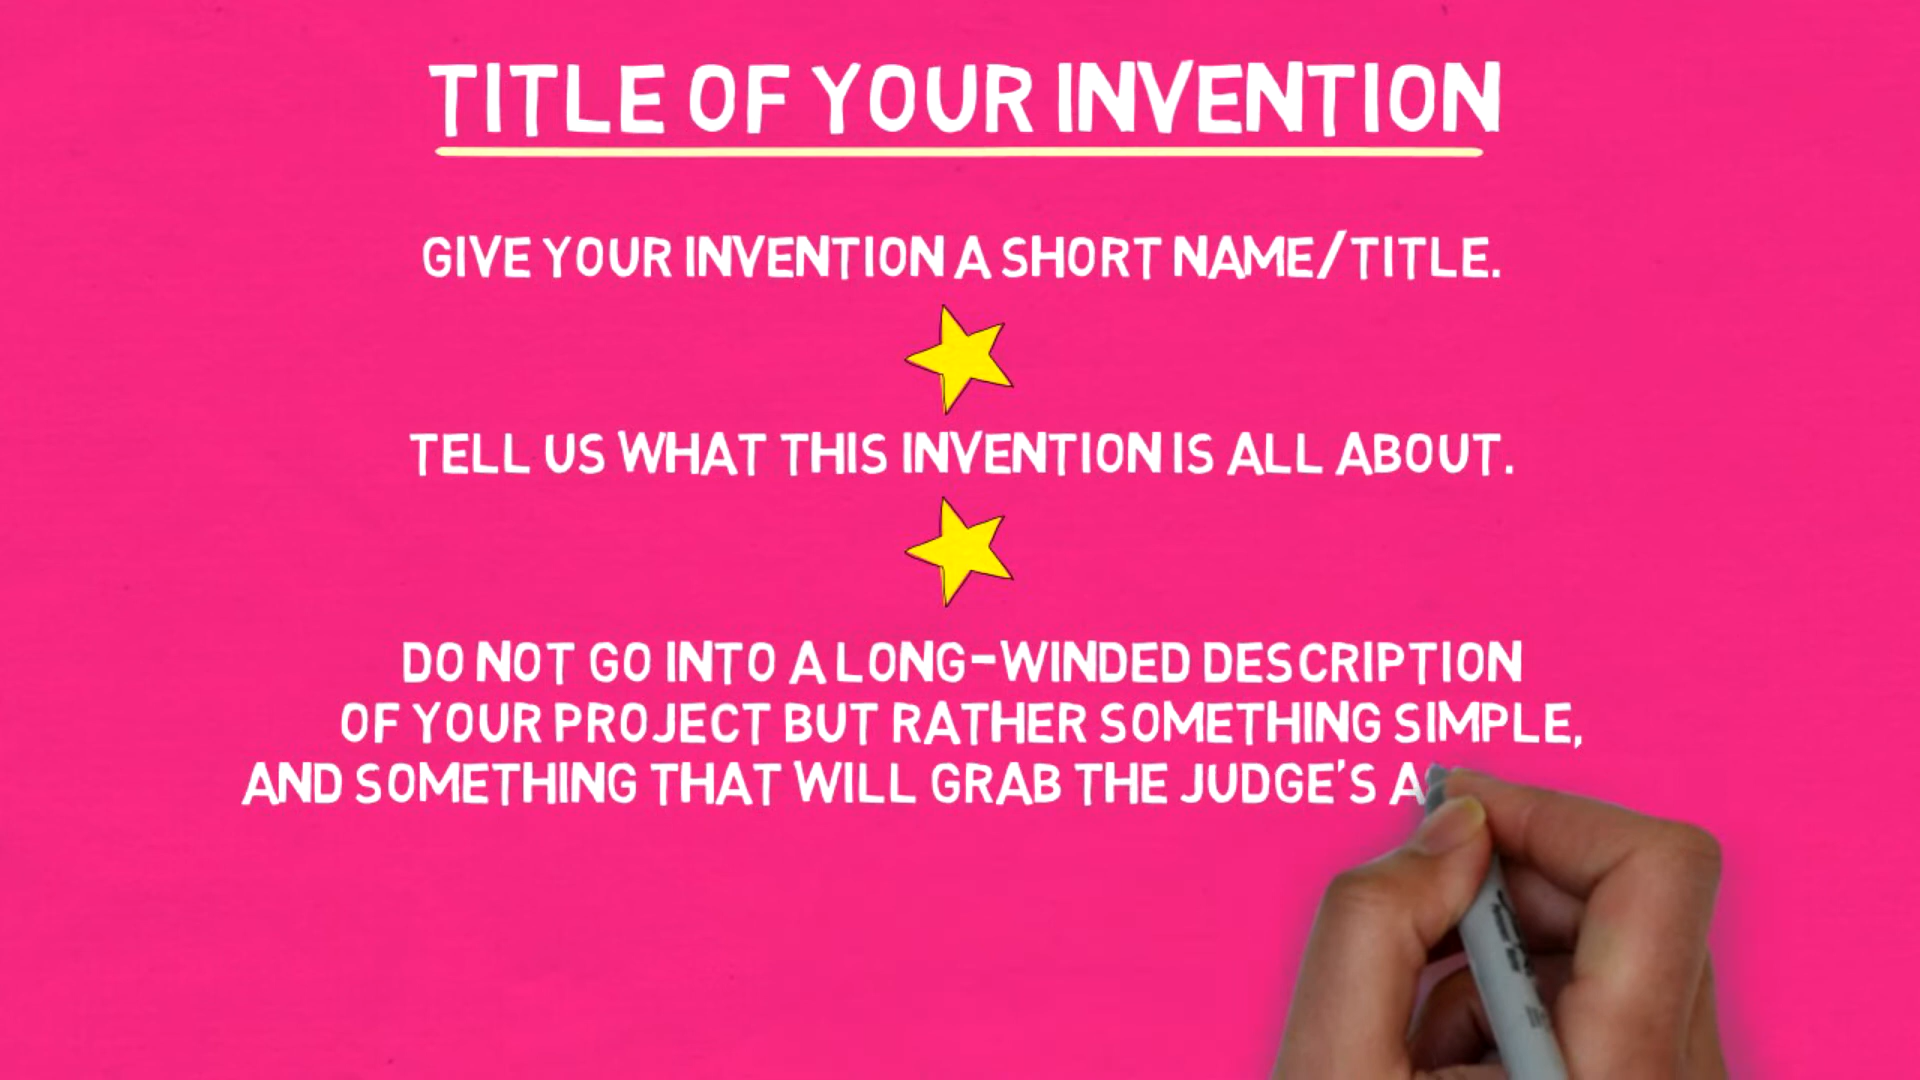 TITLE OF YOUR INVENTION
GIVE YOUR INVENTION A SHORT NAME/TITLE.
TELL US WHAT THIS INVENTION IS ALL ABOUT.
DO NOT GO INTO A LONG-WINDED DESCRIPTION
OF YOUR PROJECT BUT RATHER SOMETHING SIMPLE,
AND SOMETHING THAT WILL GRAB THE JUDGE'S